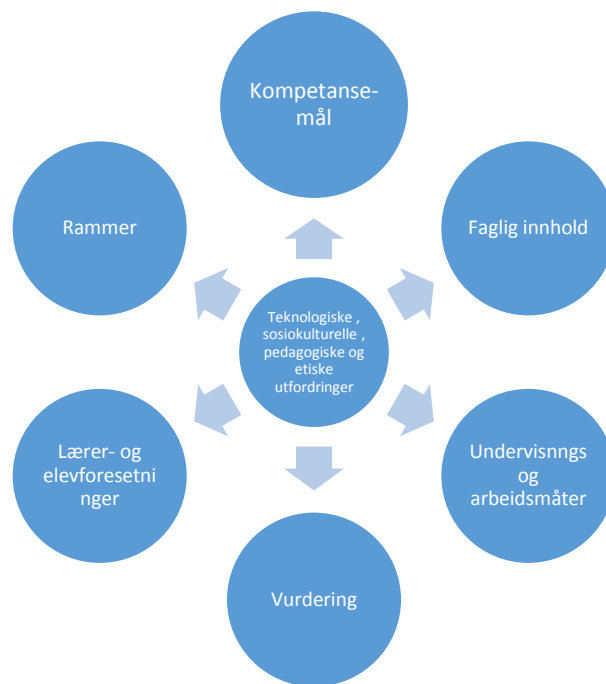 Kompetanse-
mål
Rammer
Faglig innhold
Teknologiske ,
sosiokulturelle ,
pedagogiske og
etiske
utfordringer
Lærer- og
elevforesetni
nger
Undervisnngs
og
arbeidsmåter
Vurdering